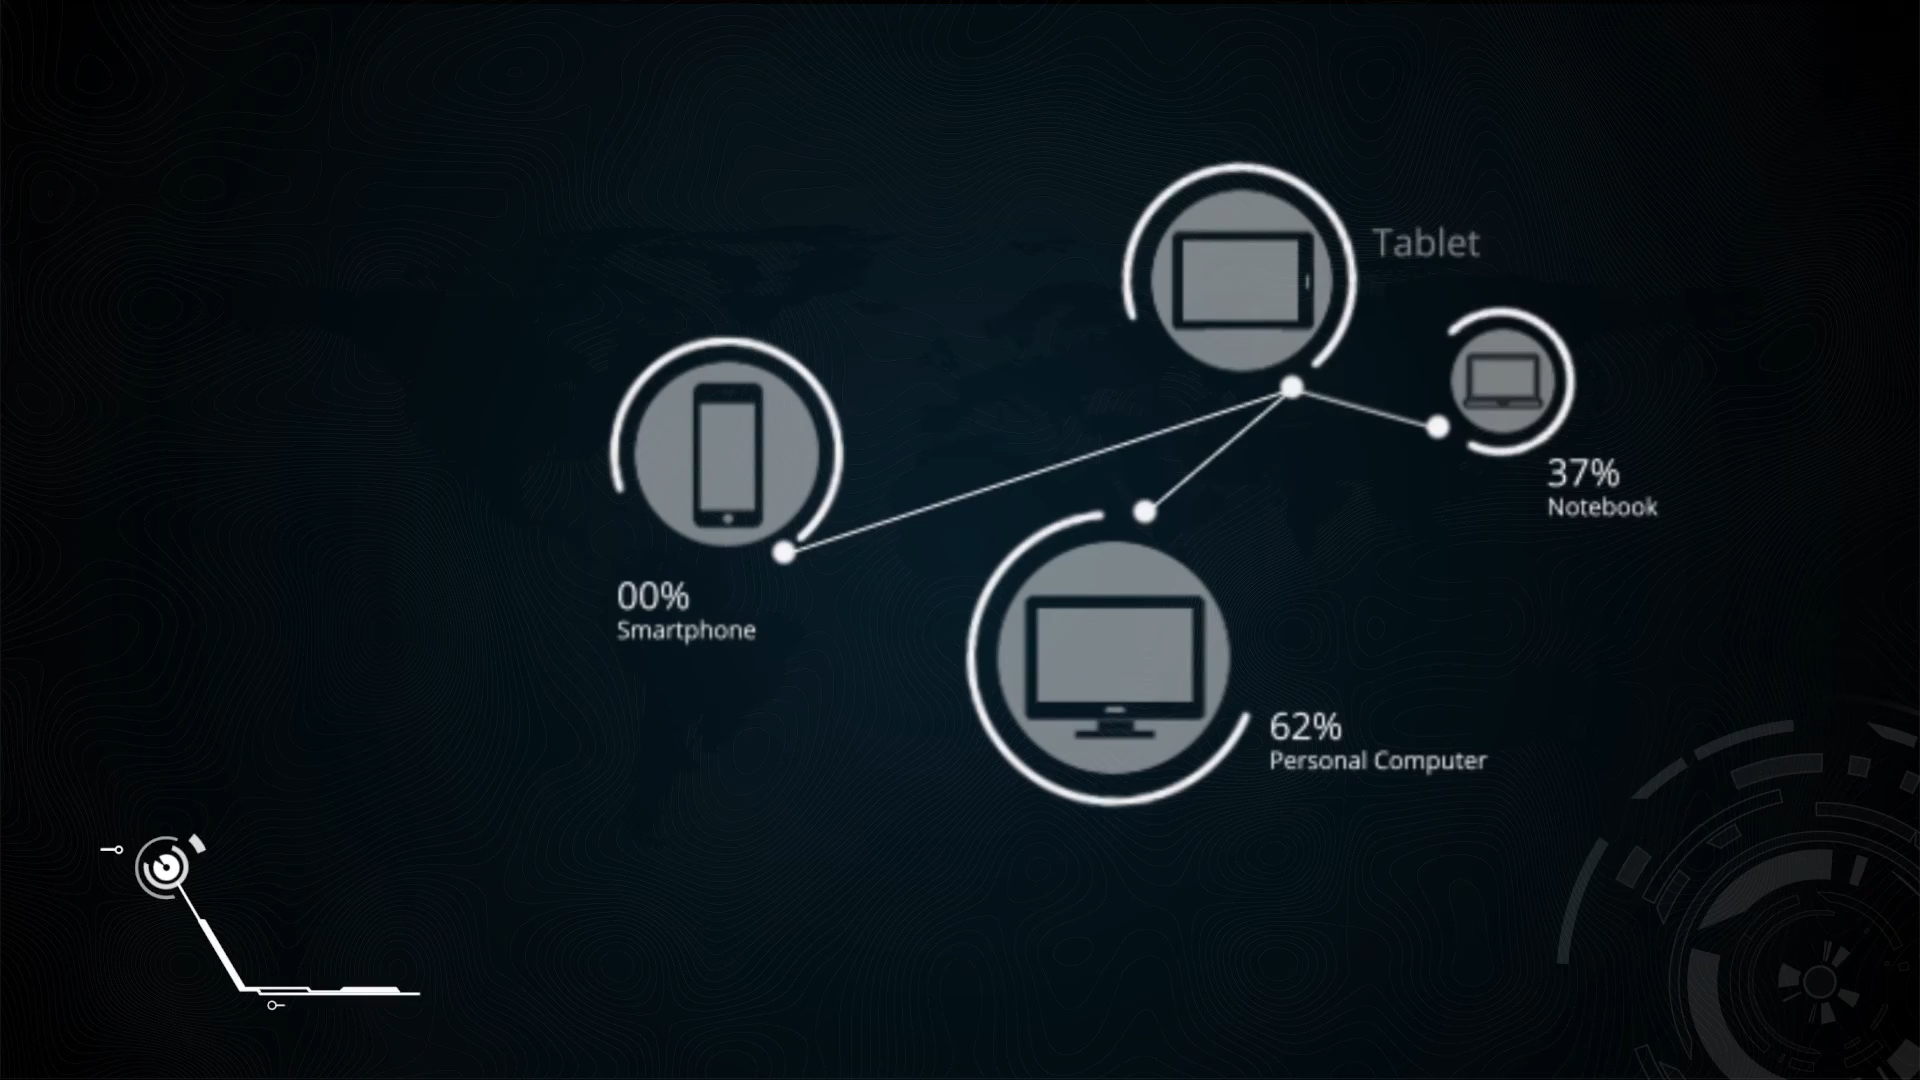 Tablet
37%
Notebook
00%
Smartphone
62%
Personal Computer